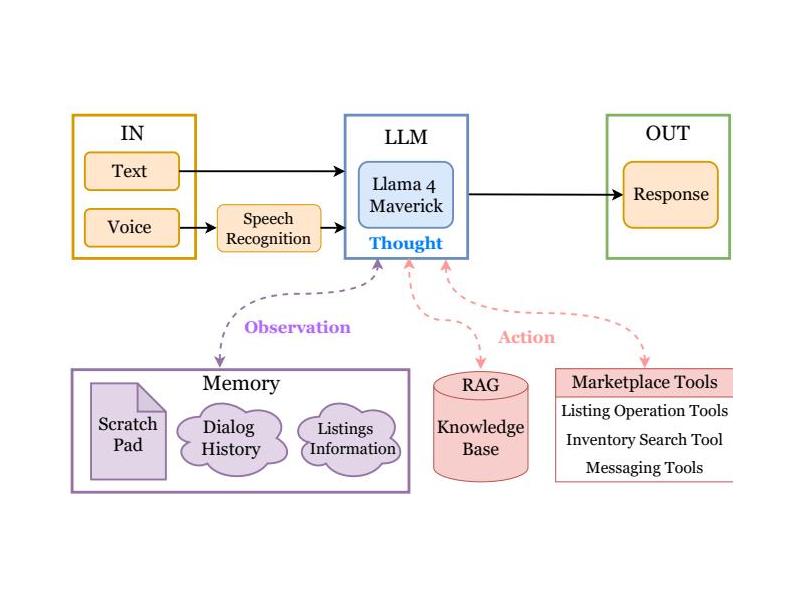 IN
Text
Voice
Speech
Recognition
LLM
Llama 4
Maverick
Thought
OUT
Response
Observation
Action
Memory
Scratch
Pad
Dialog
History
Listings
Information
RAG
Knowledge
Base
Marketplace Tools
Listing Operation Tools
Inventory Search Tool
Messaging Tools